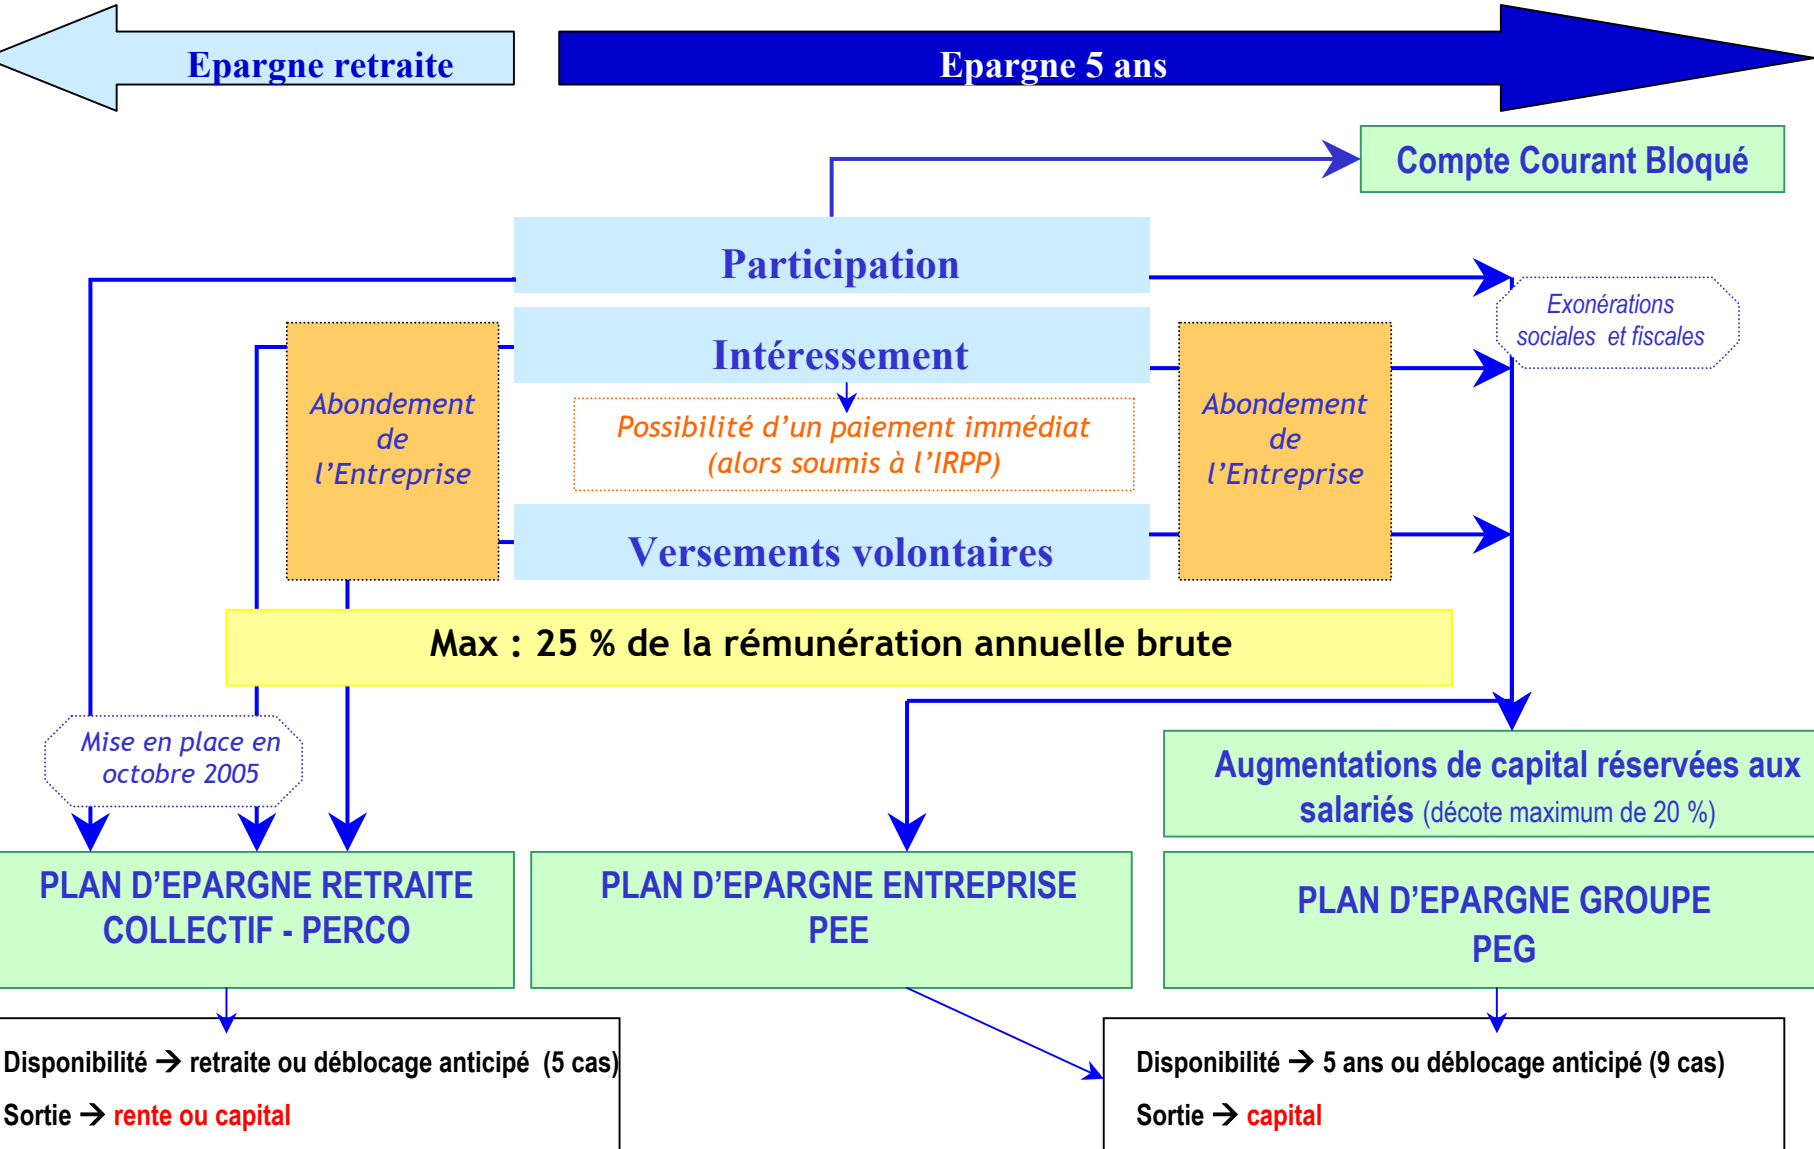 Epargne retraite
Epargne 5 ans
Compte Courant Bloqué
Participation
Exonérations
sociales et fiscales
Intéressement
Abondement
de
l’Entreprise
Possibilité d’un paiement immédiat
(alors soumis à l’IRPP)
Abondement
de
l’Entreprise
Versements volontaires
Max : 25 % de la rémunération annuelle brute
Mise en place en
octobre 2005
Augmentations de capital réservées aux
salariés (décote maximum de 20 %)
PLAN D’EPARGNE RETRAITE
COLLECTIF - PERCO
PLAN D’EPARGNE ENTREPRISE
PEE
PLAN D’EPARGNE GROUPE
PEG
Disponibilité → retraite ou déblocage anticipé (5 cas)
Sortie → rente ou capital
Disponibilité → 5 ans ou déblocage anticipé (9 cas)
Sortie → capital